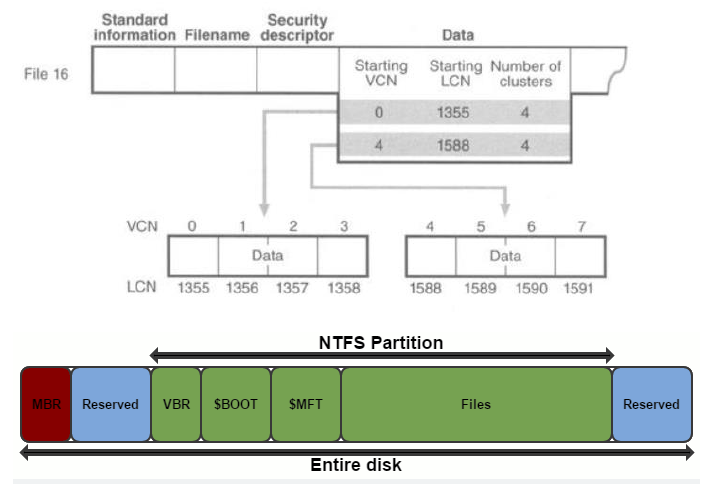 Standard information Filename Security descriptor Data
File 16
Starting VCN Starting LCN Number of clusters
0 1355 4
4 1588 4
VCN 0 1 2 3 4 5 6 7
Data Data
LCN 1355 1356 1357 1358 1588 1589 1590 1591
NTFS Partition
MBR Reserved VBR $BOOT $MFT Files Reserved
Entire disk